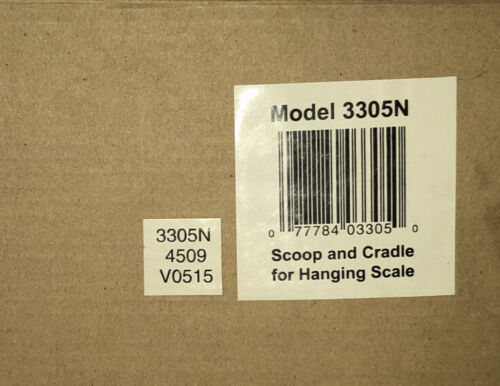 Model 3305N
0 77784 03305 0
Scoop and Cradle
for Hanging Scale
3305N
4509
V0515